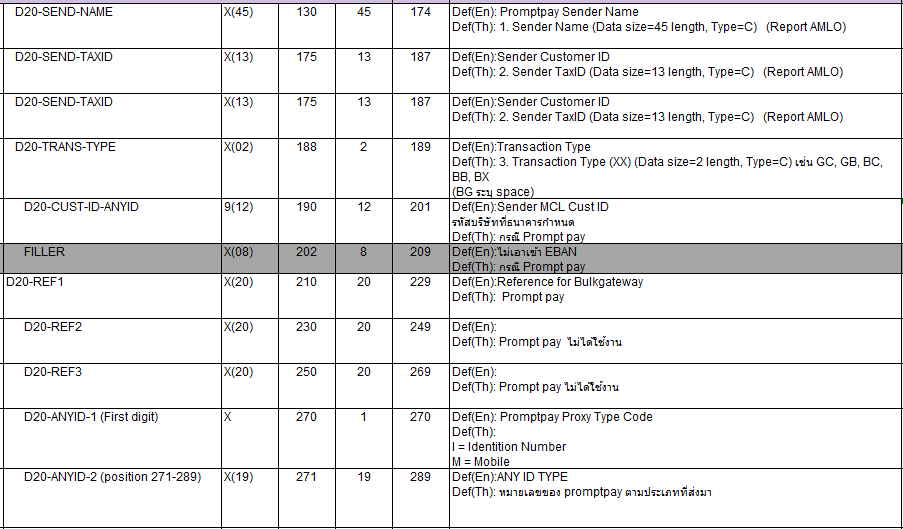 D20-SEND-NAME X(45) 130 45 174 Def(En): Promptpay Sender Name
Def(Th): 1. Sender Name (Data size=45 length, Type=C) (Report AMLO)
D20-SEND-TAXID X(13) 175 13 187 Def(En):Sender Customer ID
Def(Th): 2. Sender TaxID (Data size=13 length, Type=C) (Report AMLO)
D20-SEND-TAXID X(13) 175 13 187 Def(En):Sender Customer ID
Def(Th): 2. Sender TaxID (Data size=13 length, Type=C) (Report AMLO)
D20-TRANS-TYPE X(02) 188 2 189 Def(En):Transaction Type
Def(Th): 3. Transaction Type (XX) (Data size=2 length, Type=C) เช่น GC, GB, BC,
BB, BX
(BG ระบุ space)
D20-CUST-ID-ANYID 9(12) 190 12 201 Def(En):Sender MCL Cust ID
รหัสบริษัทที่ธนาคารกำหนด
Def(Th): กรณี Prompt pay
FILLER X(08) 202 8 209 Def(En):ไม่เอาเข้า EBAN
Def(Th): กรณี Prompt pay
D20-REF1 X(20) 210 20 229 Def(En):Reference for Bulkgateway
Def(Th): Prompt pay
D20-REF2 X(20) 230 20 249 Def(En):
Def(Th): Prompt pay ไม่ได้ใช้งาน
D20-REF3 X(20) 250 20 269 Def(En):
Def(Th): Prompt pay ไม่ได้ใช้งาน
D20-ANYID-1 (First digit) X 270 1 270 Def(En): Promptpay Proxy Type Code
Def(Th):
I = Identition Number
M = Mobile
D20-ANYID-2 (position 271-289) X(19) 271 19 289 Def(En):ANY ID TYPE
Def(Th): หมายเลขของ promptpay ตามประเภทที่ส่งมา